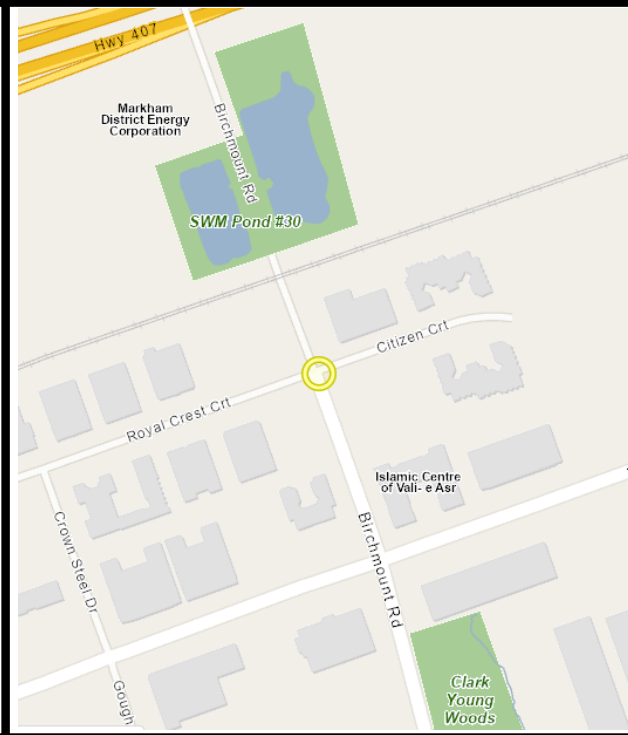 Hwy 407
Markham
District Energy
Corporation
Birchmount Rd
SWM Pond #30
Citizen Crt
Royal Crest Crt
Islamic Centre
of Vali- e Asr
Crown Steel Dr
Birchmount Rd
Gough
Clark
Young
Woods